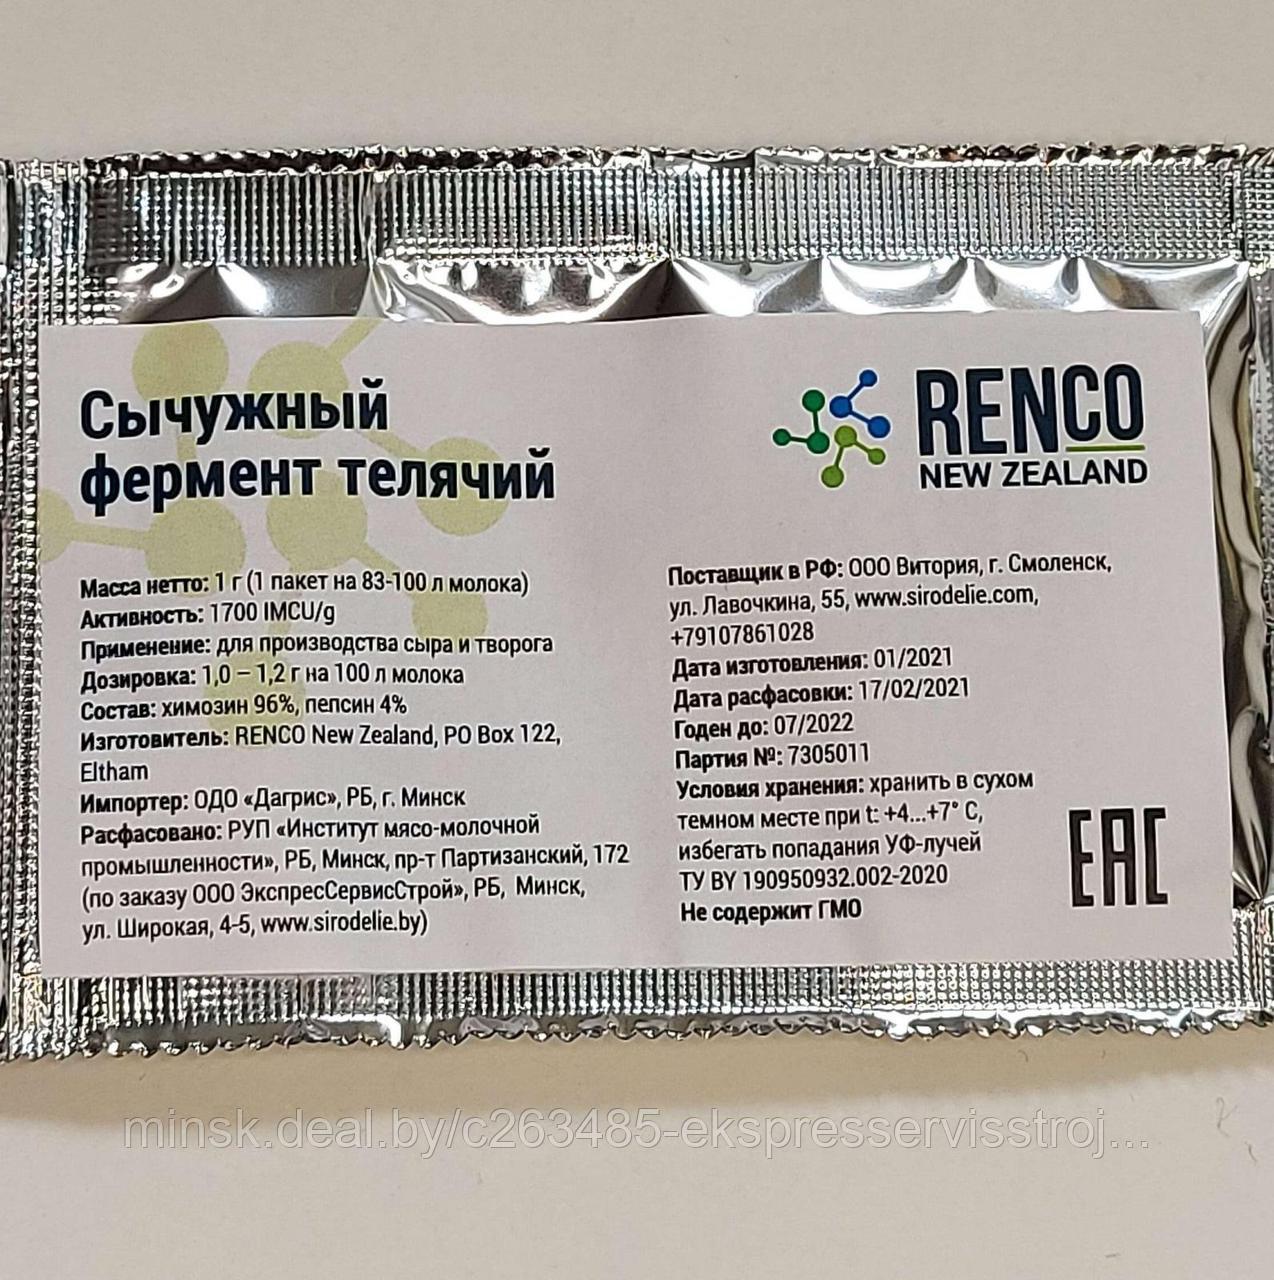 Сычужный
фермент телячий
Масса нетто: 1 г (1 пакет на 83-100 л молока)
Активность: 1700 IMCU/g
Применение: для производства сыра и творога
Дозировка: 1,0 – 1,2 г на 100 л молока
Состав: химозин 96%, пепсин 4%
Изготовитель: RENCO New Zealand, PO Box 122,
Eltham
Импортер: ОДО «Дагрис», РБ, г. Минск
Расфасовано: РУП «Институт мясо-молочной
промышленности», РБ, Минск, пр-т Партизанский, 172
(по заказу ООО ЭкспресСервисСтрой», РБ, Минск,
ул. Широкая, 4-5, www.sirodelie.by)
RENCO
NEW ZEALAND
Поставщик в РФ: ООО Витория, г. Смоленск,
ул. Лавочкина, 55, www.sirodelie.com,
+79107861028
Дата изготовления: 01/2021
Дата расфасовки: 17/02/2021
Годен до: 07/2022
Партия №: 7305011
Условия хранения: хранить в сухом
темном месте при t: +4...+7° С,
избегать попадания УФ-лучей
ТУ BY 190950932.002-2020
Не содержит ГМО
EAC
minsk.deal.by/c263485-ekspresservisstroj...